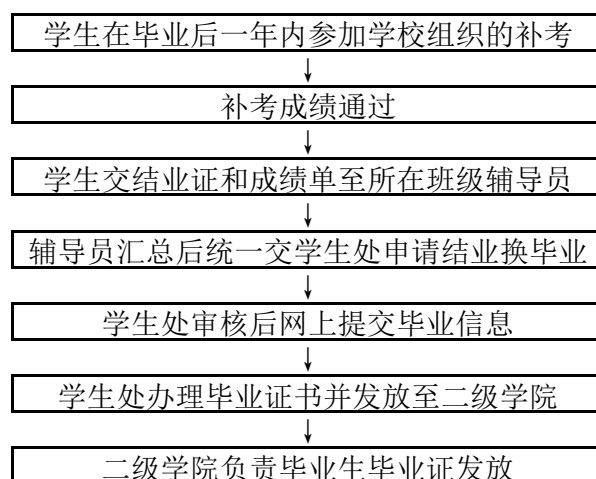 学生在毕业后一年内参加学校组织的补考
补考成绩通过
学生交结业证和成绩单至所在班级辅导员
辅导员汇总后统一交学生处申请结业换毕业
学生处审核后网上提交毕业信息
学生处办理毕业证书并发放至二级学院
二级学院负责毕业生毕业证发放